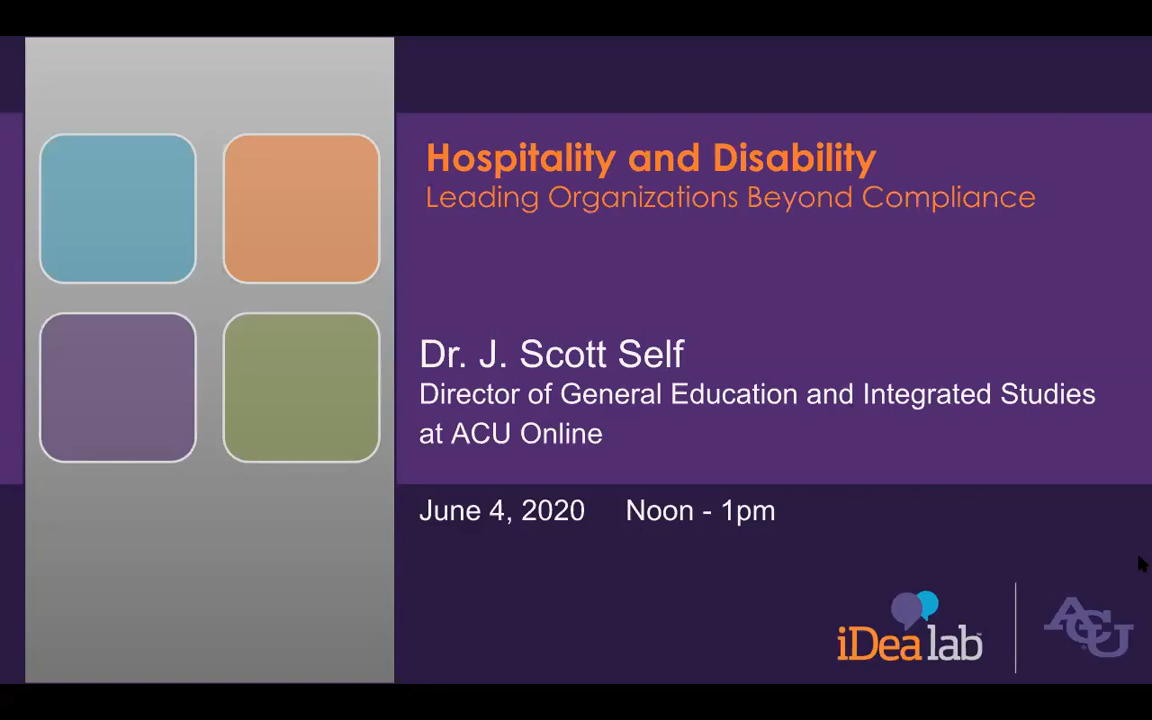 Hospitality and Disability
Leading Organizations Beyond Compliance
Dr. J. Scott Self
Director of General Education and Integrated Studies
at ACU Online
June 4, 2020 Noon - 1pm
iDea lab™
ACU